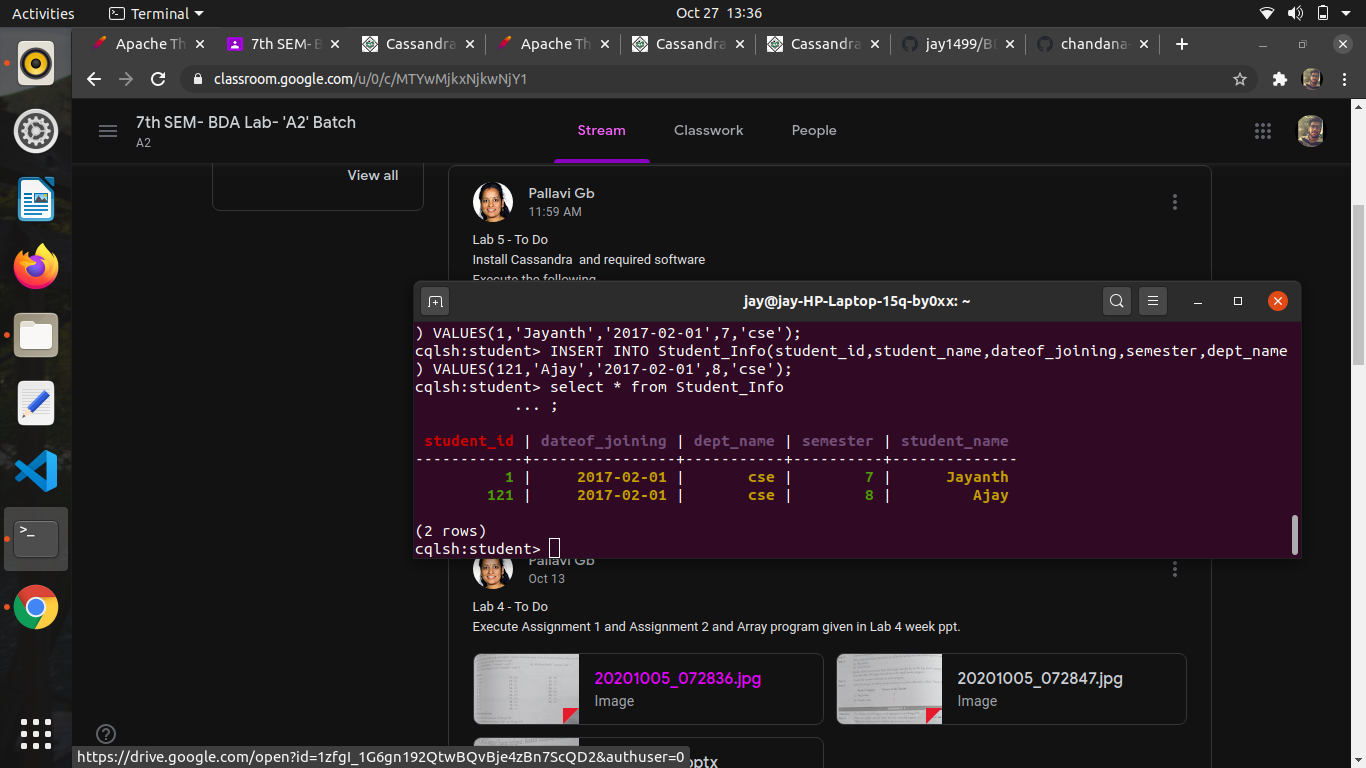 Activities
Terminal
Oct 27 13:36
Apache Th
7th SEM- B
Cassandra
Apache Th
Cassandra
Cassandra
jay1499/B
chandana-
classroom.google.com/u/0/c/MTYwMjkxNjkwNjY1
7th SEM- BDA Lab- 'A2' Batch
A2
Stream
Classwork
People
View all
Pallavi Gb
11:59 AM
Lab 5 - To Do
Install Cassandra and required software
Execute the following
jay@jay-HP-Laptop-15q-by0xx: ~
) VALUES(1,'Jayanth','2017-02-01',7,'cse');
cqlsh:student> INSERT INTO Student_Info(student_id,student_name,dateof_joining,semester,dept_name
) VALUES(121,'Ajay','2017-02-01',8,'cse');
cqlsh:student> select * from Student_Info
... ;
student_id | dateof_joining | dept_name | semester | student_name
------------+----------------+-----------+----------+--------------
1 | 2017-02-01 | cse | 7 | Jayanth
121 | 2017-02-01 | cse | 8 | Ajay
(2 rows)
cqlsh:student>
Pallavi Gb
Oct 13
Lab 4 - To Do
Execute Assignment 1 and Assignment 2 and Array program given in Lab 4 week ppt.
20201005_072836.jpg
Image
20201005_072847.jpg
Image
pptx
https://drive.google.com/open?id=1zfgI_1G6gn192QtwBQvBje4zBn7ScQD2&authuser=0